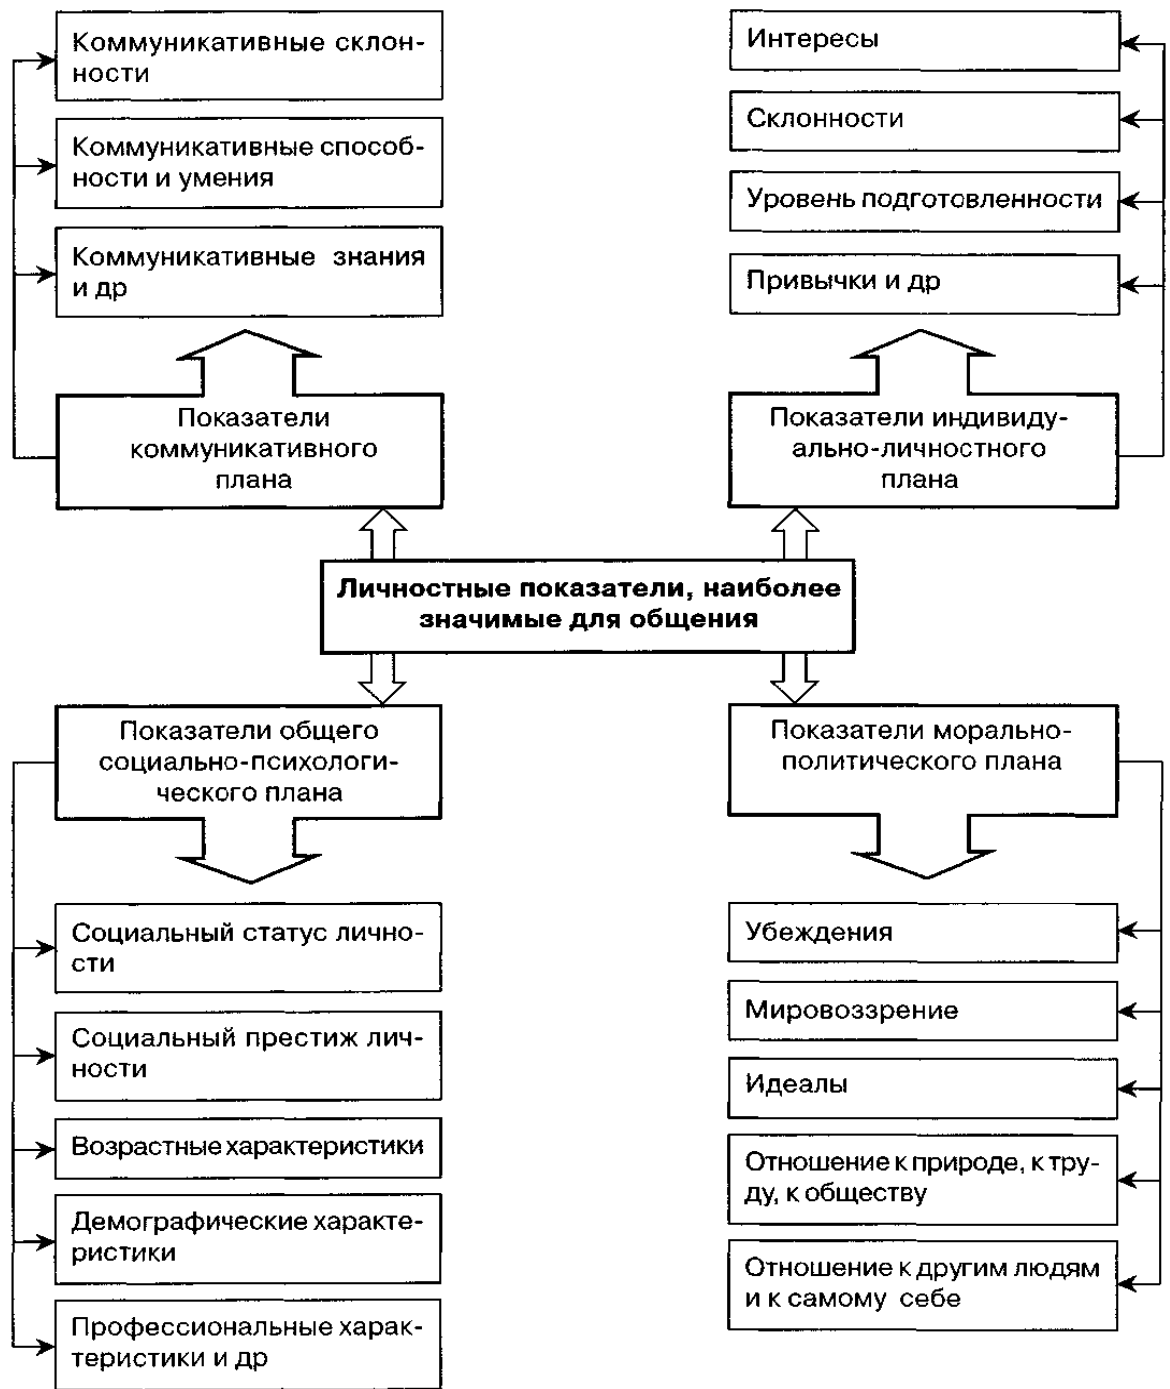 Коммуникативные склон-
ности
Коммуникативные способ-
ности и умения
Коммуникативные знания
и др
Показатели
коммуникативного
плана
Интересы
Склонности
Уровень подготовленности
Привычки и др
Показатели индивиду-
ально-личностного
плана
Личностные показатели, наиболее
значимые для общения
Показатели общего
социально-психологи-
ческого плана
Социальный статус лично-
сти
Социальный престиж лич-
ности
Возрастные характеристики
Демографические характе-
ристики
Профессиональные харак-
теристики и др
Показатели морально-
политического плана
Убеждения
Мировоззрение
Идеалы
Отношение к природе, к тру-
ду, к обществу
Отношение к другим людям
и к самому себе